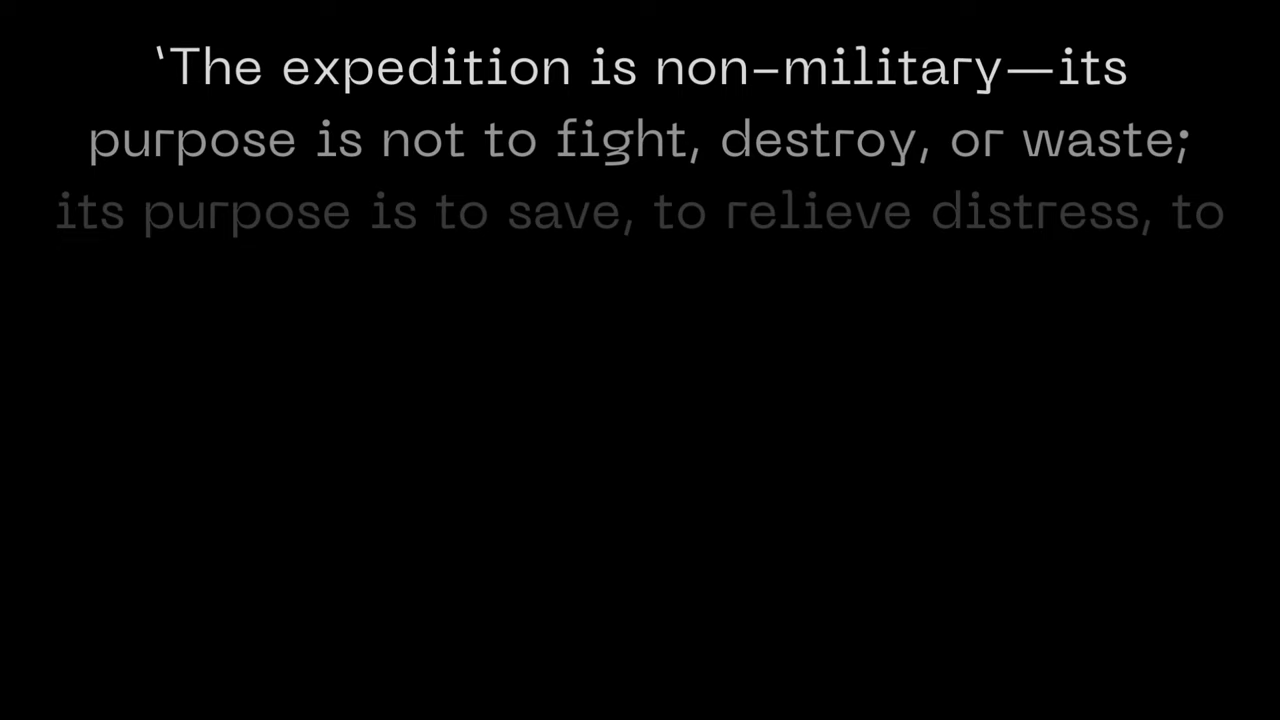 ‘The expedition is non-military—its
purpose is not to fight, destroy, or waste;
its purpose is to save, to relieve distress, to